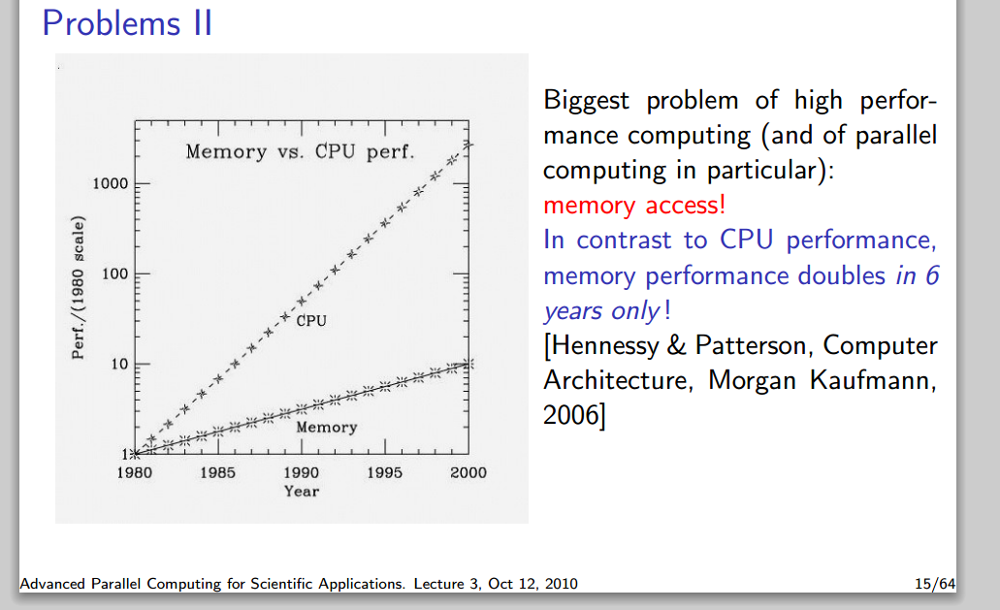 Problems II
Memory vs. CPU perf.
1000
100
10
1
Perf./(1980 scale)
CPU
Memory
1980 1985 1990 1995 2000
Year
Biggest problem of high perfor-
mance computing (and of parallel
computing in particular):
memory access!
In contrast to CPU performance,
memory performance doubles in 6
years only!
[Hennessy & Patterson, Computer
Architecture, Morgan Kaufmann,
2006]
Advanced Parallel Computing for Scientific Applications. Lecture 3, Oct 12, 2010 15/64